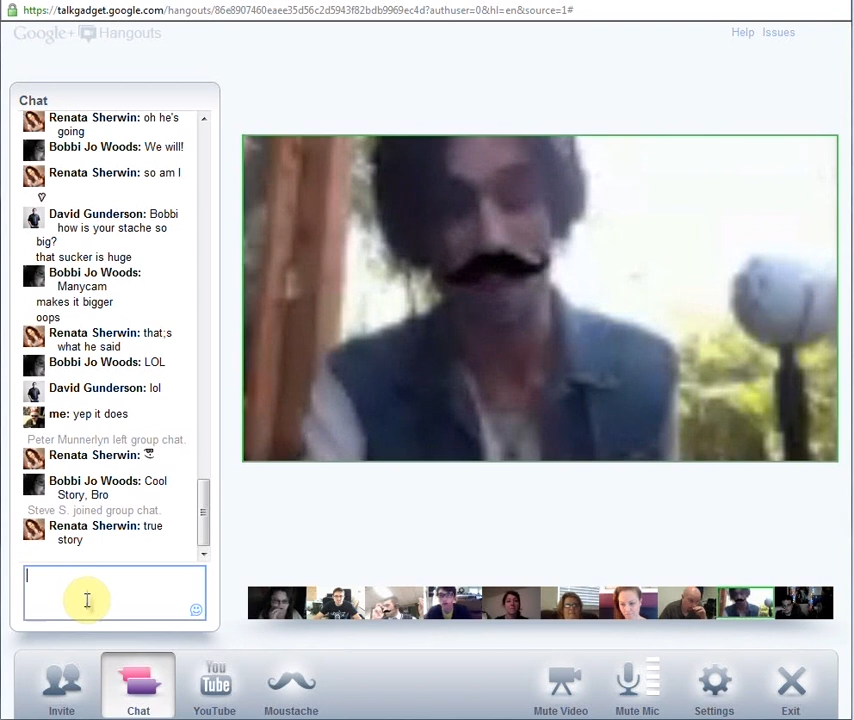 https://talkgadget.google.com/hangouts/86e8907460eaee35d56c2d5943f82bdb9969ec4d?authuser=0&hl=en&source=1#
Google+ Hangouts
Help Issues
Chat
Renata Sherwin: oh he's
going
Bobbi Jo Woods: We will!
Renata Sherwin: so am I
David Gunderson: Bobbi
how is your stache so
big?
that sucker is huge
Bobbi Jo Woods:
Manycam
makes it bigger
oops
Renata Sherwin: that;s
what he said
Bobbi Jo Woods: LOL
David Gunderson: lol
me: yep it does
Peter Munnerlyn left group chat.
Renata Sherwin:
Bobbi Jo Woods: Cool
Story, Bro
Steve S. joined group chat.
Renata Sherwin: true
story
You
Tube
Invite
Chat
YouTube
Moustache
Mute Video
Mute Mic
Settings
Exit